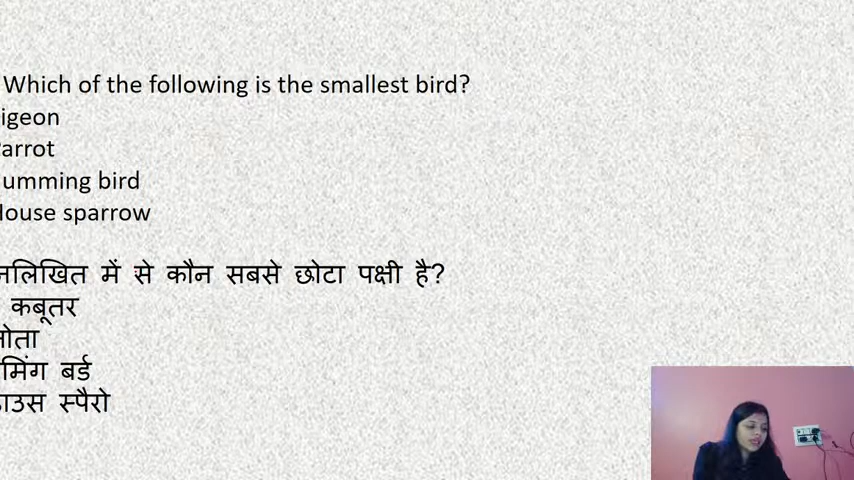 Which of the following is the smallest bird?
igeon
arrot
umming bird
ouse sparrow
नलिखित में से कौन सबसे छोटा पक्षी है?
कबूतर
ोता
मिंग बर्ड
ाउस स्पैरो